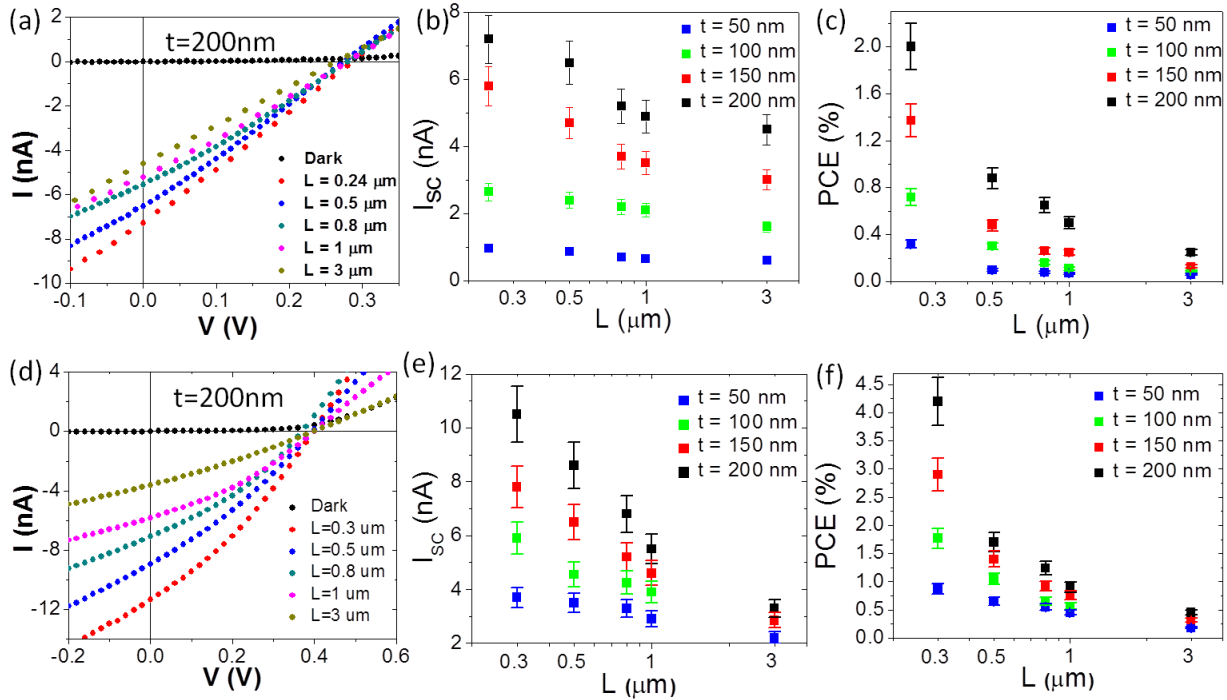 (a)
t=200nm
I (nA)
0
-2
-4
-6
-8
-10
Dark
L = 0.24 μm
L = 0.5 μm
L = 0.8 μm
L = 1 μm
L = 3 μm
-0.1
0.0
0.1
0.2
0.3
V (V)
(b)
I_SC (nA)
8
6
4
2
0
t = 50 nm
t = 100 nm
t = 150 nm
t = 200 nm
0.3
0.5
1
3
L (μm)
(c)
PCE (%)
2.0
1.6
1.2
0.8
0.4
0.0
t = 50 nm
t = 100 nm
t = 150 nm
t = 200 nm
0.3
0.5
1
3
L (μm)
(d)
t=200nm
I (nA)
4
0
-4
-8
-12
Dark
L=0.3 um
L=0.5 um
L=0.8 um
L=1 um
L=3 um
-0.2
0.0
0.2
0.4
0.6
V (V)
(e)
I_sc (nA)
12
10
8
6
4
2
t = 50 nm
t = 100 nm
t = 150 nm
t = 200 nm
0.3
0.5
1
3
L (μm)
(f)
PCE (%)
4.5
4.0
3.5
3.0
2.5
2.0
1.5
1.0
0.5
0.0
t = 50 nm
t = 100 nm
t = 150 nm
t = 200 nm
0.3
0.5
1
3
L (μm)